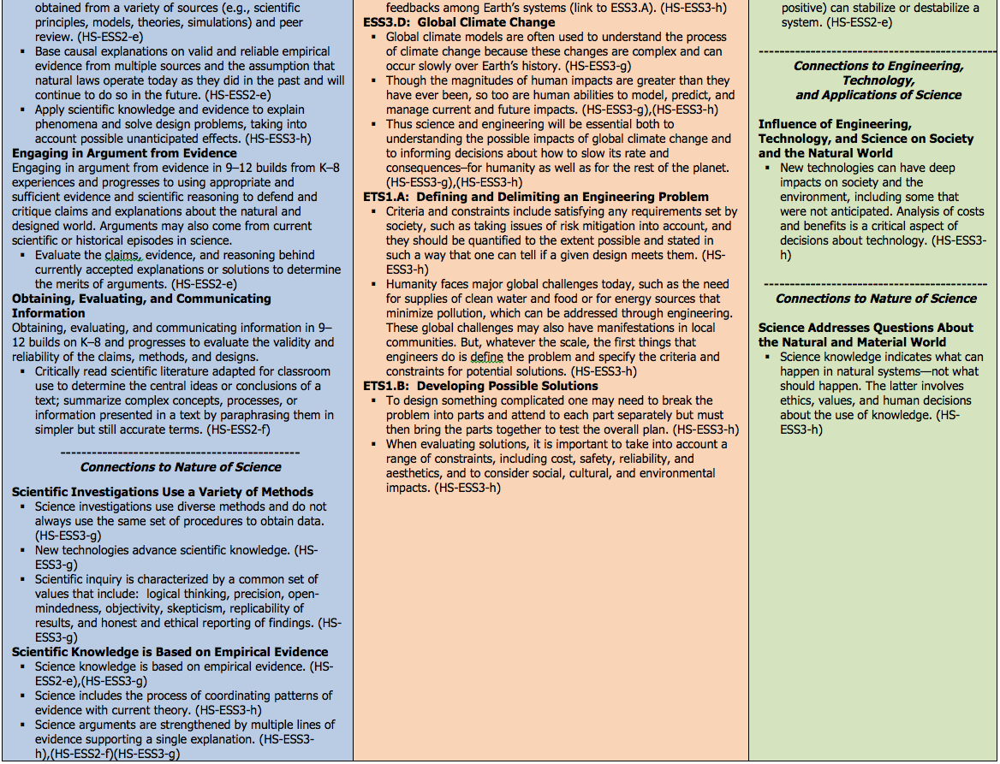 obtained from a variety of sources (e.g., scientific
principles, models, theories, simulations) and peer
review. (HS-ESS2-e)
▪ Base causal explanations on valid and reliable empirical
evidence from multiple sources and the assumption that
natural laws operate today as they did in the past and will
continue to do so in the future. (HS-ESS2-e)
▪ Apply scientific knowledge and evidence to explain
phenomena and solve design problems, taking into
account possible unanticipated effects. (HS-ESS3-h)
Engaging in Argument from Evidence
Engaging in argument from evidence in 9–12 builds from K–8
experiences and progresses to using appropriate and
sufficient evidence and scientific reasoning to defend and
critique claims and explanations about the natural and
designed world. Arguments may also come from current
scientific or historical episodes in science.
▪ Evaluate the claims, evidence, and reasoning behind
currently accepted explanations or solutions to determine
the merits of arguments. (HS-ESS2-e)
Obtaining, Evaluating, and Communicating
Information
Obtaining, evaluating, and communicating information in 9–
12 builds on K–8 and progresses to evaluate the validity and
reliability of the claims, methods, and designs.
▪ Critically read scientific literature adapted for classroom
use to determine the central ideas or conclusions of a
text; summarize complex concepts, processes, or
information presented in a text by paraphrasing them in
simpler but still accurate terms. (HS-ESS2-f)
----------------------------------------------
Connections to Nature of Science
Scientific Investigations Use a Variety of Methods
▪ Science investigations use diverse methods and do not
always use the same set of procedures to obtain data.
(HS-ESS3-g)
▪ New technologies advance scientific knowledge. (HS-
ESS3-g)
▪ Scientific inquiry is characterized by a common set of
values that include:  logical thinking, precision, open-
mindedness, objectivity, skepticism, replicability of
results, and honest and ethical reporting of findings. (HS-
ESS3-g)
Scientific Knowledge is Based on Empirical Evidence
▪ Science knowledge is based on empirical evidence. (HS-
ESS2-e),(HS-ESS3-g)
▪ Science includes the process of coordinating patterns of
evidence with current theory. (HS-ESS3-h)
▪ Science arguments are strengthened by multiple lines of
evidence supporting a single explanation. (HS-ESS3-
h),(HS-ESS2-f)(HS-ESS3-g)
feedbacks among Earth's systems (link to ESS3.A). (HS-ESS3-h)
ESS3.D:  Global Climate Change
▪ Global climate models are often used to understand the process
of climate change because these changes are complex and can
occur slowly over Earth's history. (HS-ESS3-g)
▪ Though the magnitudes of human impacts are greater than they
have ever been, so too are human abilities to model, predict, and
manage current and future impacts. (HS-ESS3-g),(HS-ESS3-h)
▪ Thus science and engineering will be essential both to
understanding the possible impacts of global climate change and
to informing decisions about how to slow its rate and
consequences–for humanity as well as for the rest of the planet.
(HS-ESS3-g),(HS-ESS3-h)
ETS1.A:  Defining and Delimiting an Engineering Problem
▪ Criteria and constraints include satisfying any requirements set by
society, such as taking issues of risk mitigation into account, and
they should be quantified to the extent possible and stated in
such a way that one can tell if a given design meets them. (HS-
ESS3-h)
▪ Humanity faces major global challenges today, such as the need
for supplies of clean water and food or for energy sources that
minimize pollution, which can be addressed through engineering.
These global challenges may also have manifestations in local
communities. But, whatever the scale, the first things that
engineers do is define the problem and specify the criteria and
constraints for potential solutions. (HS-ESS3-h)
ETS1.B:  Developing Possible Solutions
▪ To design something complicated one may need to break the
problem into parts and attend to each part separately but must
then bring the parts together to test the overall plan. (HS-ESS3-h)
▪ When evaluating solutions, it is important to take into account a
range of constraints, including cost, safety, reliability, and
aesthetics, and to consider social, cultural, and environmental
impacts. (HS-ESS3-h)
positive) can stabilize or destabilize a
system. (HS-ESS2-e)
----------------------------------------------
Connections to Engineering,
Technology,
and Applications of Science
Influence of Engineering,
Technology, and Science on Society
and the Natural World
▪ New technologies can have deep
impacts on society and the
environment, including some that
were not anticipated. Analysis of costs
and benefits is a critical aspect of
decisions about technology. (HS-ESS3-
h)
-------------------------------------------
Connections to Nature of Science
Science Addresses Questions About
the Natural and Material World
▪ Science knowledge indicates what can
happen in natural systems—not what
should happen. The latter involves
ethics, values, and human decisions
about the use of knowledge. (HS-
ESS3-h)